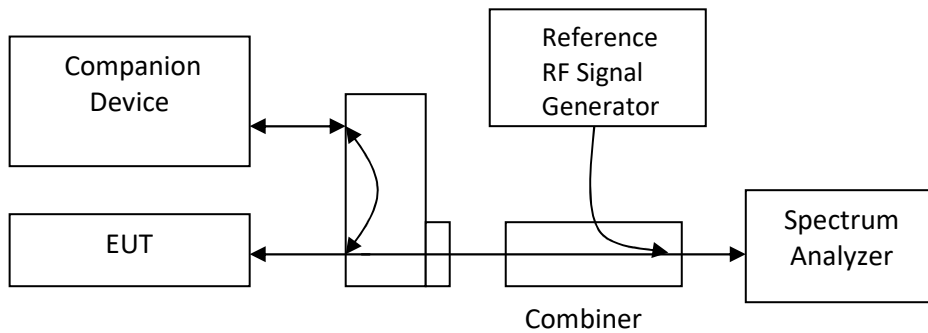 Companion
Device
Reference
RF Signal
Generator
EUT
Spectrum
Analyzer
Combiner